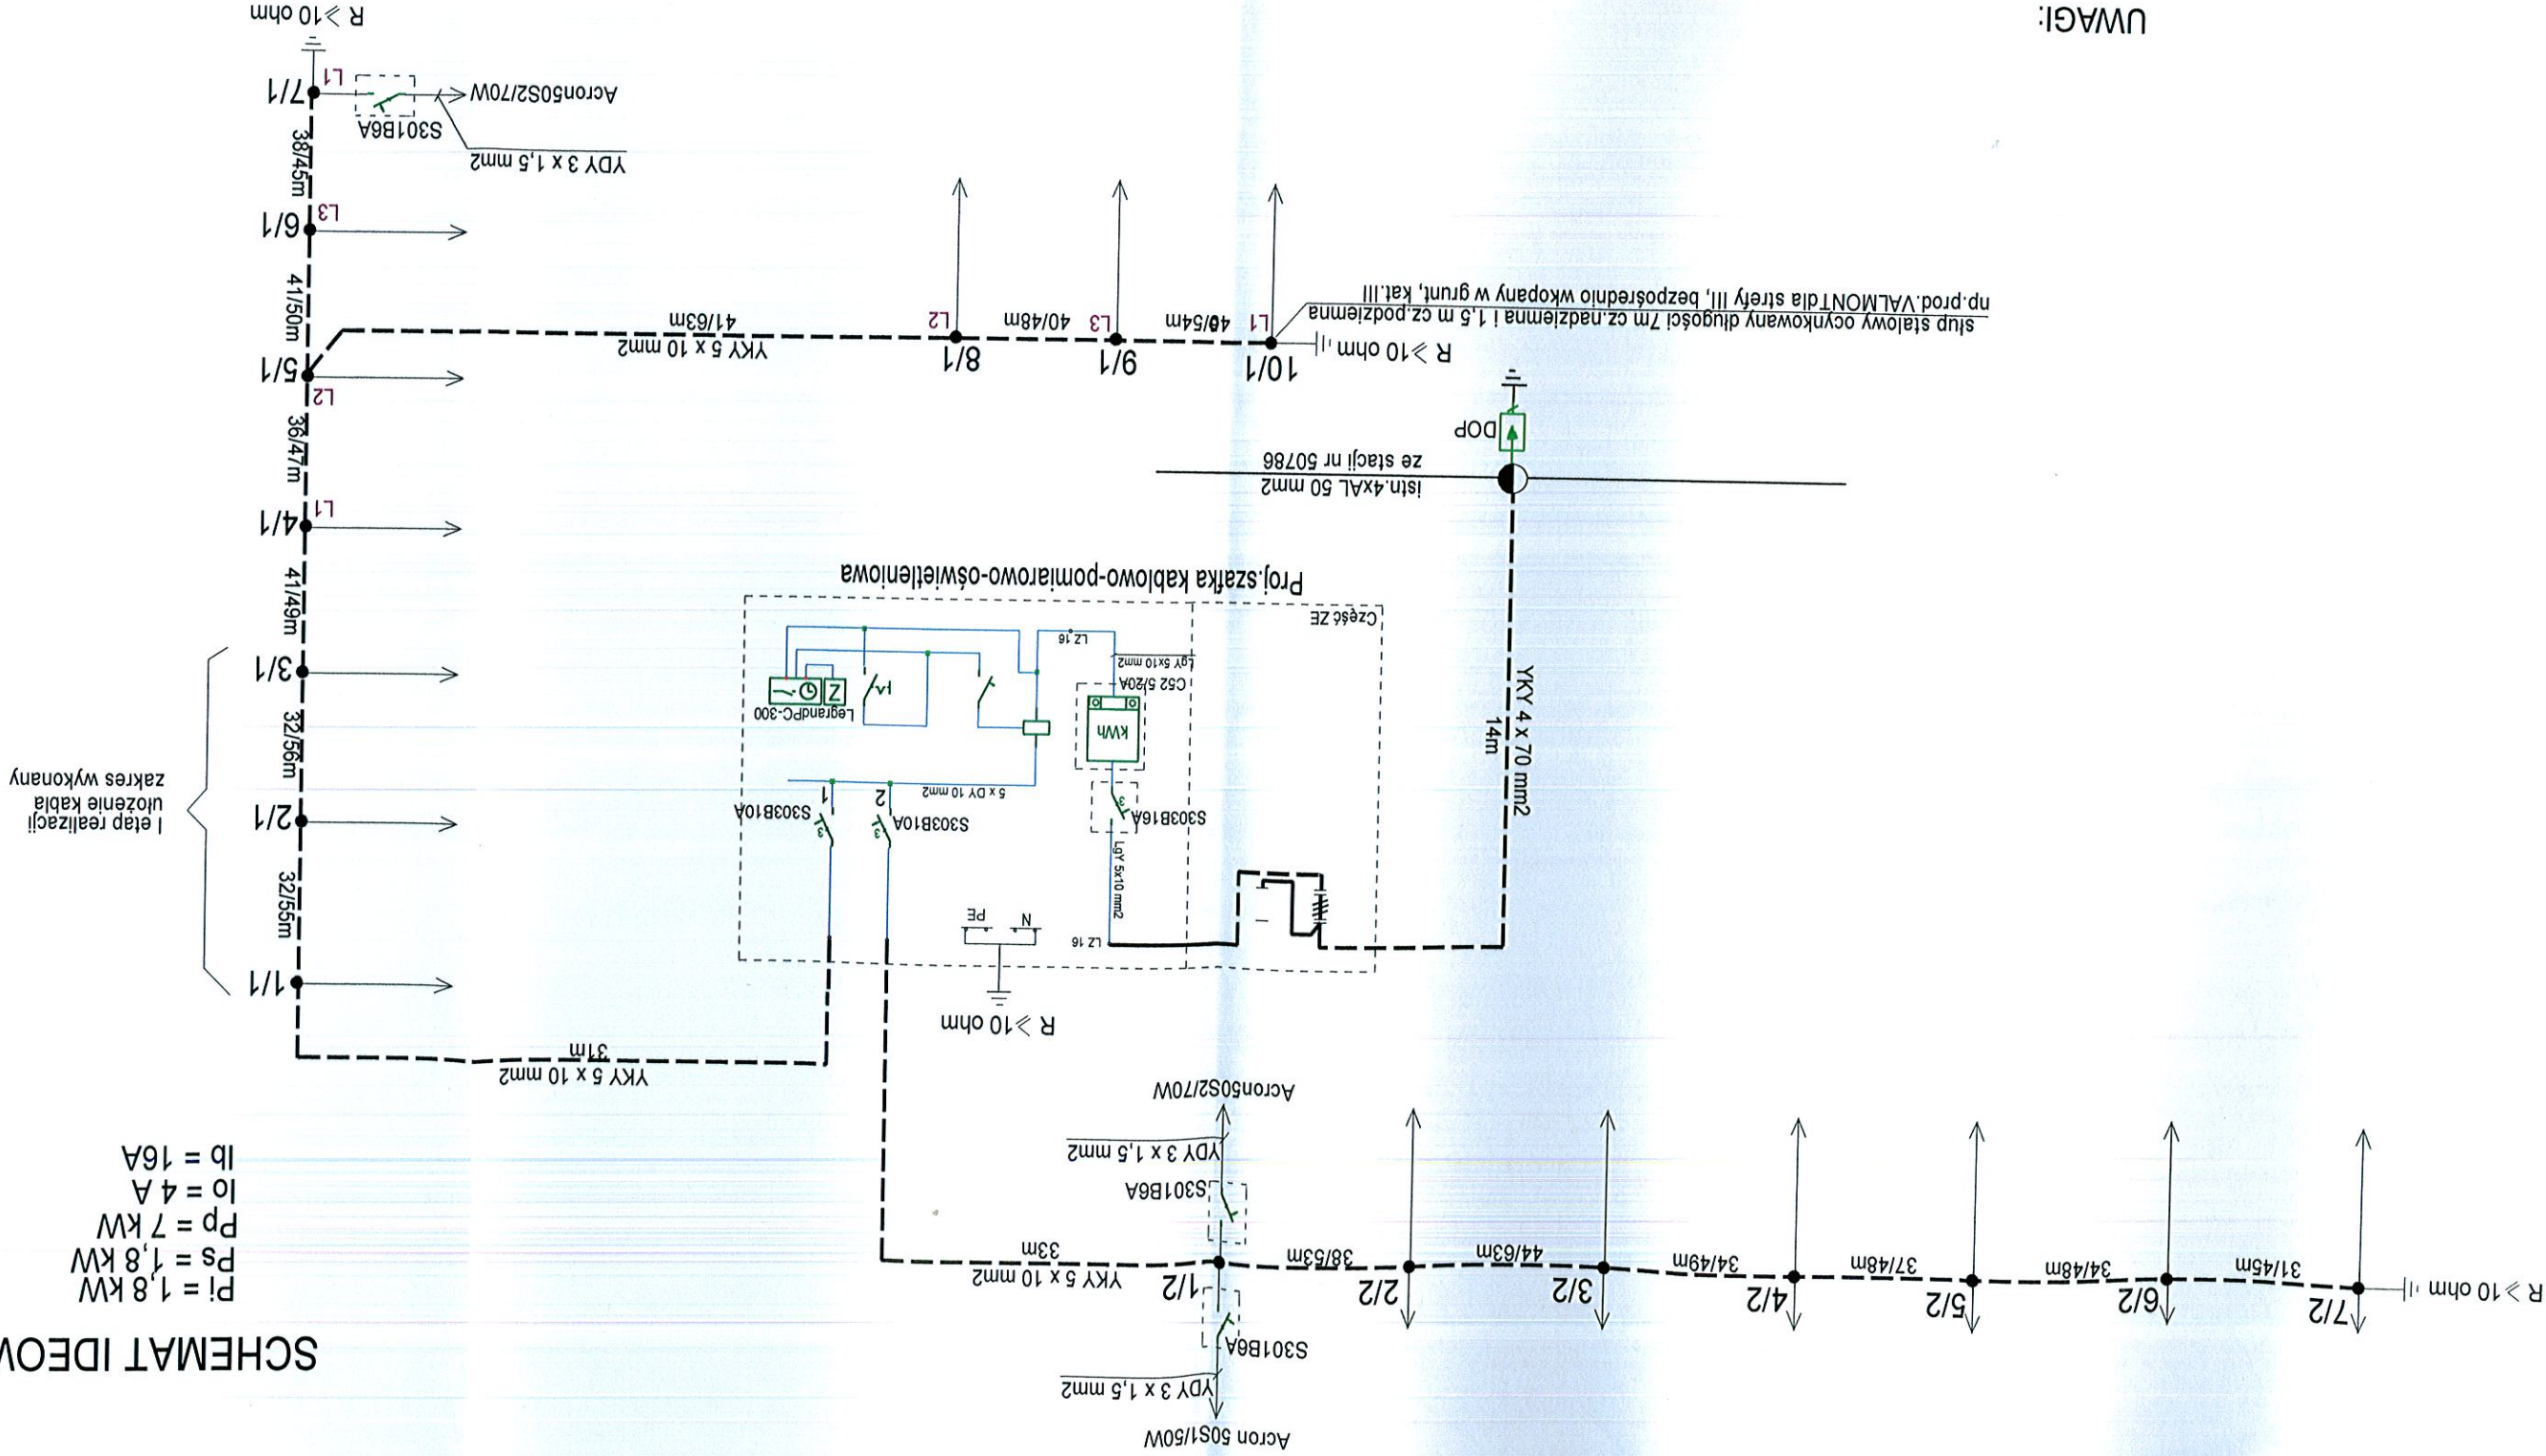 SCHEMAT IDEOW
Pi = 1,8 kW
Ps = 1,8 kW
Pp = 7 kW
Io = 4 A
Ib = 16A
Acron 50S1/50W
YDY 3 x 1,5 mm2
S301B6A
R ⩾ 10 ohm
7/2
31/45m
6/2
34/48m
5/2
37/48m
4/2
34/49m
3/2
44/63m
2/2
38/53m
1/2
YKY 5 x 10 mm2
33m
S301B6A
YDY 3 x 1,5 mm2
Acron50S2/70W
YKY 5 x 10 mm2
31m
R ⩾ 10 ohm
1/1
32/55m
2/1
32/56m
3/1
41/49m
4/1
L1
36/47m
5/1
L2
41/50m
6/1
L3
38/45m
7/1
L1
R ⩾ 10 ohm
I etap realizacji
ułożenie kabla
zakres wykonany
LZ 16
N
PE
LgY 5x10 mm2
S303B16A
S303B10A
S303B10A
2
1
3
3
3
5 x DY 10 mm2
kWh
C52 5/20A
LgY 5x10 mm2
LZ 16
LegrandPC-300
Z
Część ZE
Proj.szafka kablowo-pomiarowo-oświetleniowa
YKY 4 x 70 mm2
14m
istn.4xAL 50 mm2
ze stacji nr 50786
DOP
R ⩾ 10 ohm
10/1
L1
40/54m
9/1
L3
40/48m
8/1
L2
YKY 5 x 10 mm2
41/63m
słup stalowy ocynkowany długości 7m cz.nadziemna i 1,5 m cz.podziemna
np.prod.VALMONT dla strefy III, bezpośrednio wkopany w grunt, kat.III
YDY 3 x 1,5 mm2
S301B6A
Acron50S2/70W
UWAGI: